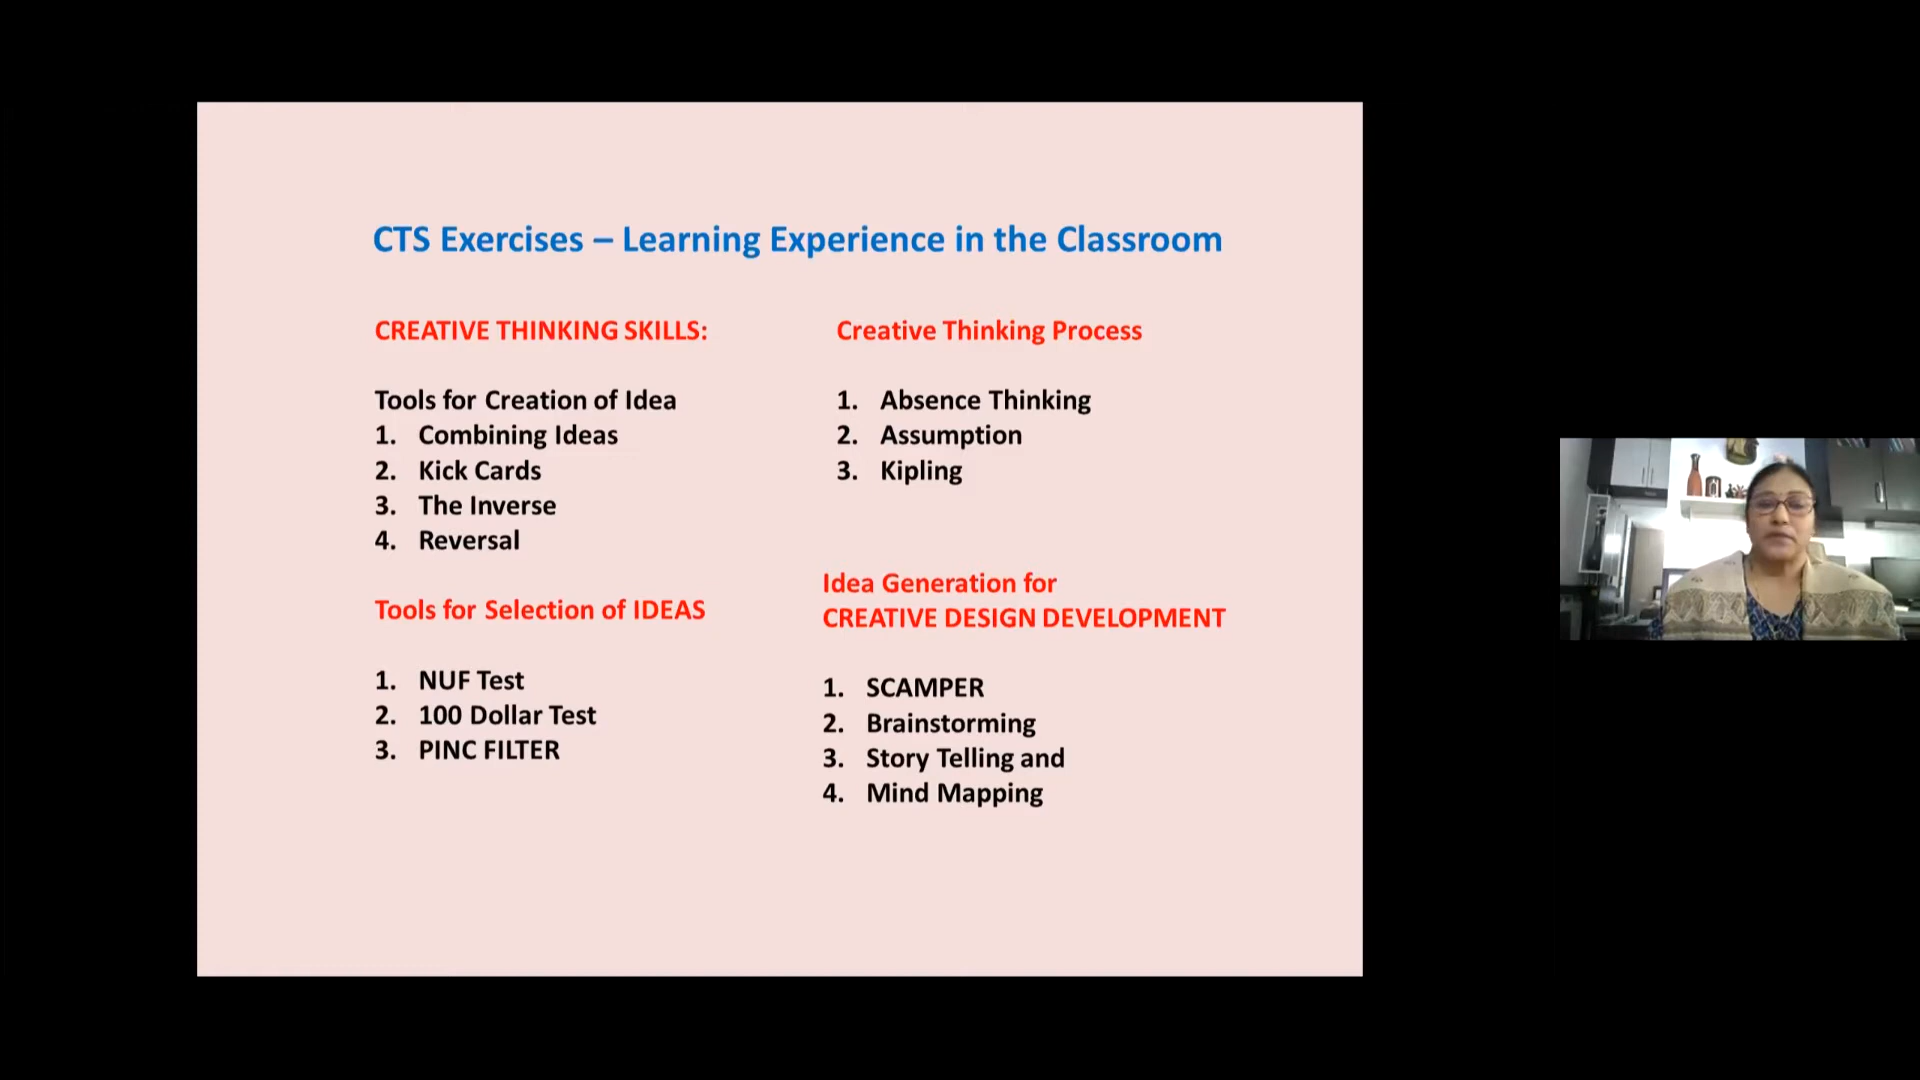 CTS Exercises – Learning Experience in the Classroom
CREATIVE THINKING SKILLS:
Tools for Creation of Idea
1. Combining Ideas
2. Kick Cards
3. The Inverse
4. Reversal
Tools for Selection of IDEAS
1. NUF Test
2. 100 Dollar Test
3. PINC FILTER
Creative Thinking Process
1. Absence Thinking
2. Assumption
3. Kipling
Idea Generation for
CREATIVE DESIGN DEVELOPMENT
1. SCAMPER
2. Brainstorming
3. Story Telling and
4. Mind Mapping